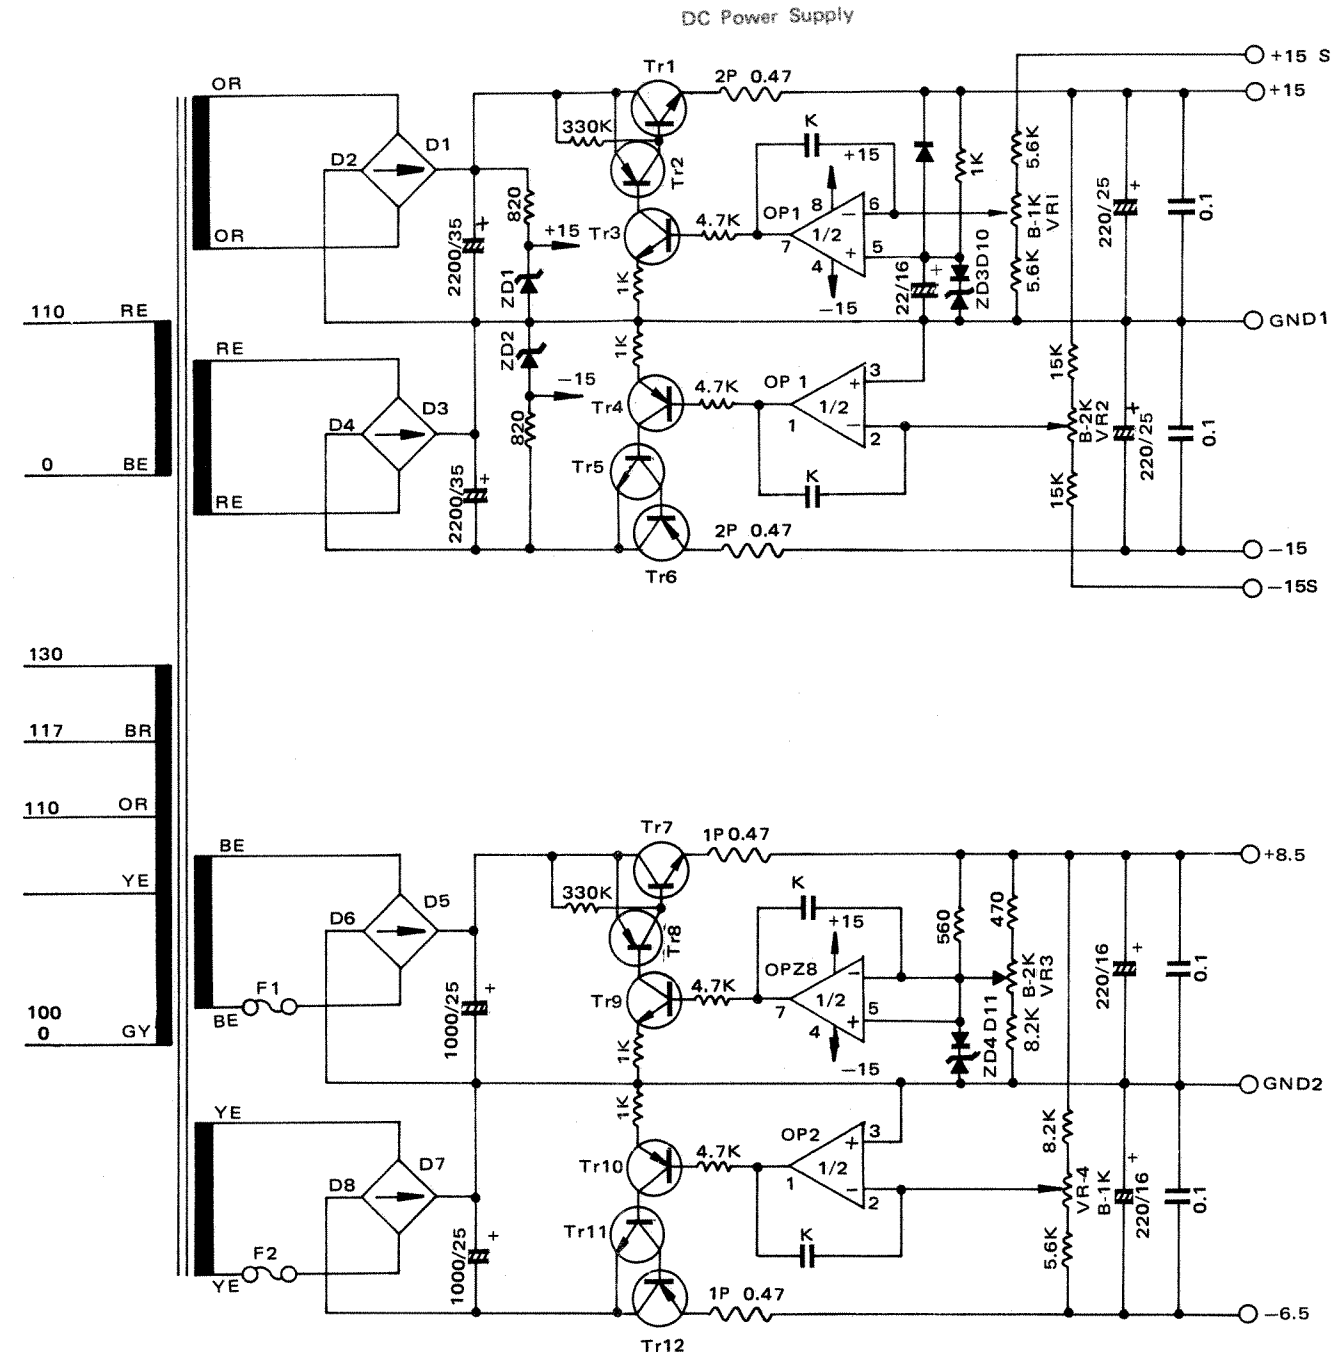 DC Power Supply
+15 S
+15
OR
Tr1
2P 0.47
D2
D1
330K
Tr2
K
+15
1K
5.6K
B-1K
VR1
5.6K
220/25
+
0.1
OR
820
2200/35
+
+15
Tr3
4.7K
OP1
8
6
−
1/2
7
+
5
4
−15
22/16
+
ZD3
D10
ZD1
1K
110
RE
GND1
RE
ZD2
1K
−15
Tr4
4.7K
OP 1
3
+
1/2
1
−
2
15K
B-2K
VR2
15K
220/25
+
0.1
D4
D3
0
BE
2200/35
+
820
Tr5
K
RE
2P 0.47
−15
Tr6
−15S
130
117
BR
110
OR
YE
100
0
GY
BE
Tr7
1P 0.47
+8.5
D6
D5
330K
Tr8
K
+15
560
470
B-2K
VR3
8.2K
220/16
+
0.1
F1
BE
1000/25
+
Tr9
4.7K
OPZ8
−
1/2
7
5
+
4
−15
ZD4
D11
1K
GND2
YE
1K
Tr10
4.7K
OP2
3
+
1/2
1
−
2
8.2K
VR-4
B-1K
5.6K
220/16
+
0.1
D8
D7
F2
YE
1000/25
+
Tr11
K
1P 0.47
−6.5
Tr12